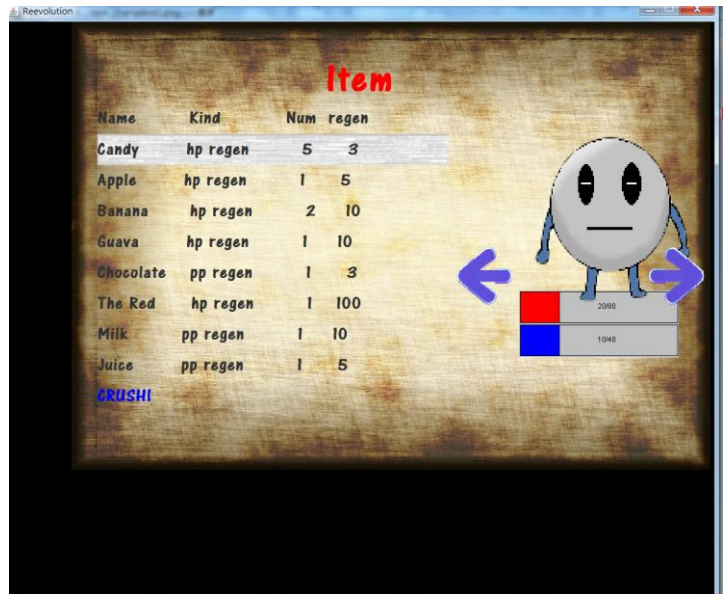 Reevolution
Item
Name Kind Num regen
Candy hp regen 5 3
Apple hp regen 1 5
Banana hp regen 2 10
Guava hp regen 1 10
Chocolate pp regen 1 3
The Red hp regen 1 100
Milk pp regen 1 10
Juice pp regen 1 5
CRUSH!
10/40